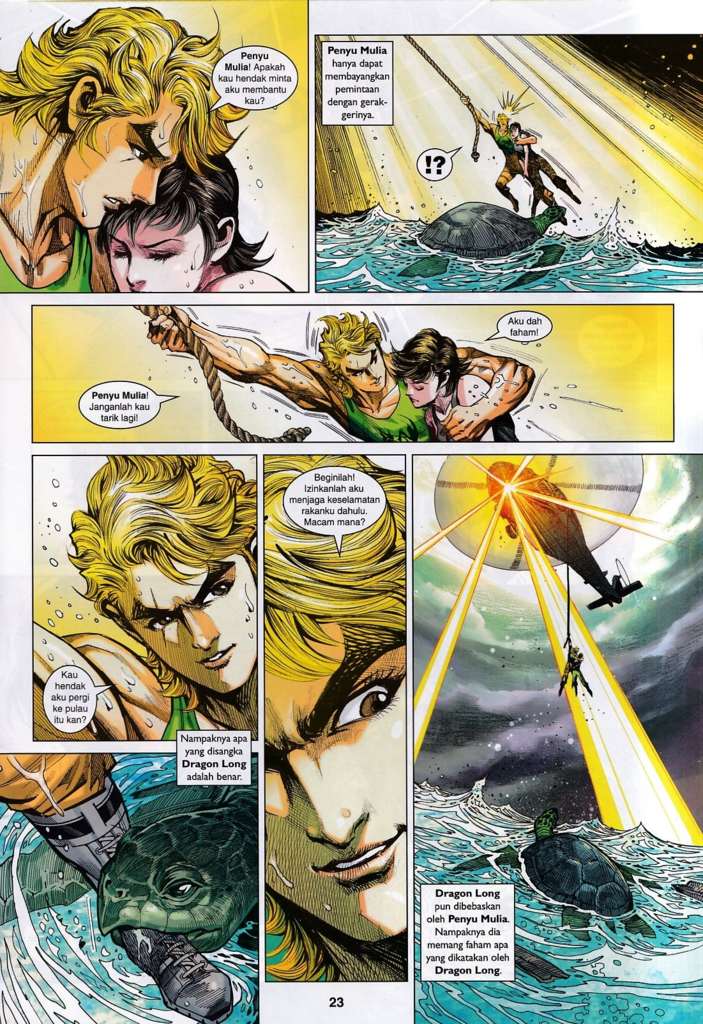 Penyu
Mulia! Apakah
kau hendak minta
aku membantu
kau?
Penyu Mulia
hanya dapat
membayangkan
pemintaan
dengan gerak-
gerinya.
!?
Aku dah
faham!
Penyu Mulia!
Janganlah kau
tarik lagi!
Kau
hendak
aku pergi
ke pulau
itu kan?
Beginilah!
Izinkanlah aku
menjaga keselamatan
rakanku dahulu.
Macam mana?
Nampaknya apa
yang disangka
Dragon Long
adalah benar.
Dragon Long
pun dibebaskan
oleh Penyu Mulia.
Nampaknya dia
memang faham apa
yang dikatakan oleh
Dragon Long.
23